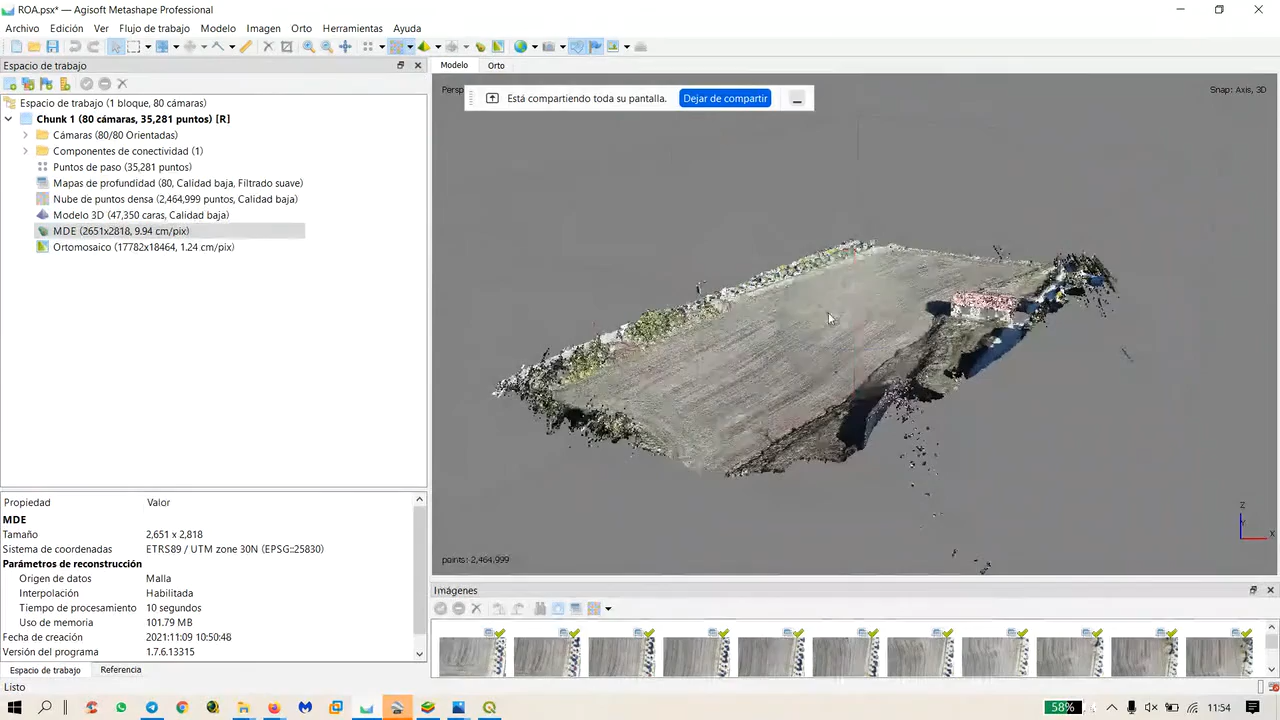 ROA.psx* — Agisoft Metashape Professional
Archivo Edición Ver Flujo de trabajo Modelo Imagen Orto Herramientas Ayuda
Espacio de trabajo
Espacio de trabajo (1 bloque, 80 cámaras)
Chunk 1 (80 cámaras, 35,281 puntos) [R]
Cámaras (80/80 Orientadas)
Componentes de conectividad (1)
Puntos de paso (35,281 puntos)
Mapas de profundidad (80, Calidad baja, Filtrado suave)
Nube de puntos densa (2,464,999 puntos, Calidad baja)
Modelo 3D (47,350 caras, Calidad baja)
MDE (2651x2818, 9.94 cm/pix)
Ortomosaico (17782x18464, 1.24 cm/pix)
Propiedad Valor
MDE
Tamaño 2,651 x 2,818
Sistema de coordenadas ETRS89 / UTM zone 30N (EPSG::25830)
Parámetros de reconstrucción
Origen de datos Malla
Interpolación Habilitada
Tiempo de procesamiento 10 segundos
Uso de memoria 101.79 MB
Fecha de creación 2021:11:09 10:50:48
Versión del programa 1.7.6.13315
Espacio de trabajo Referencia
Listo
Modelo Orto
Persp
Está compartiendo toda su pantalla. Dejar de compartir
Snap: Axis, 3D
Z
Y
X
points: 2,464,999
Imágenes
58%
11:54